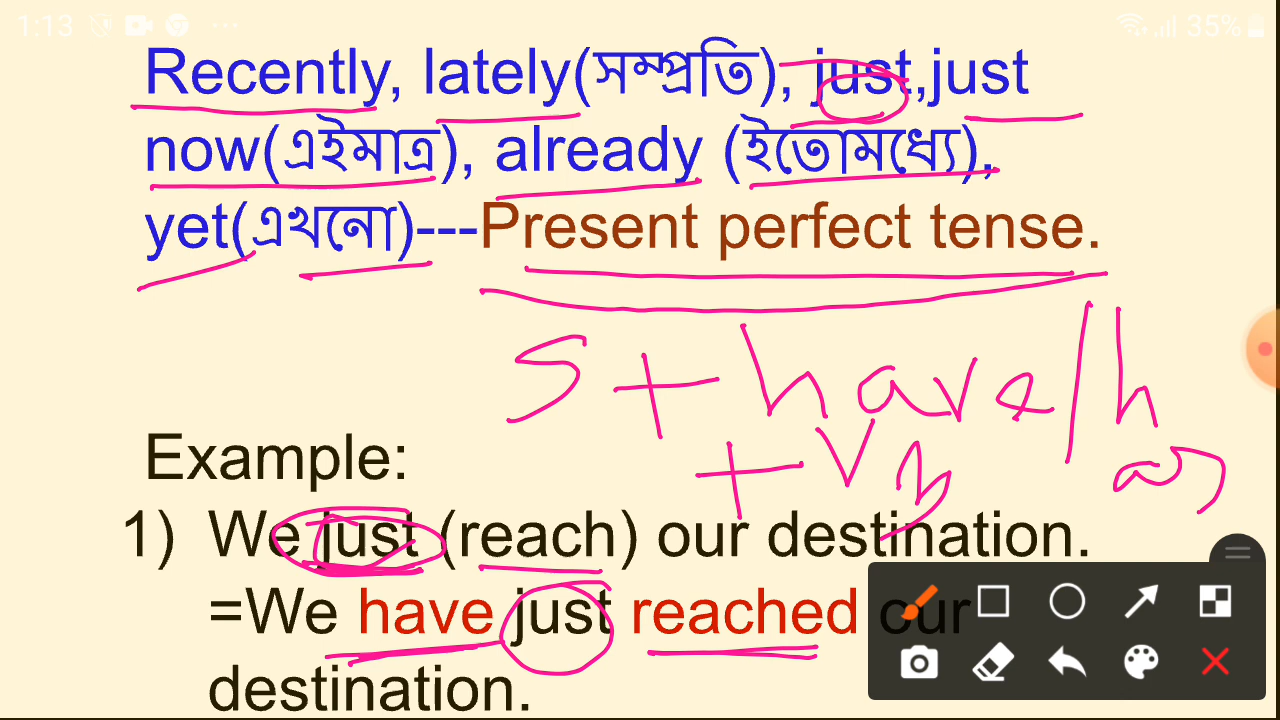 1:13 35%
Recently, lately(সম্প্রতি), just,just
now(এইমাত্র), already (ইতোমধ্যে),
yet(এখনো)---Present perfect tense.
S + have/has
+ V3
Example:
1) We just (reach) our destination.
=We have just reached our
destination.